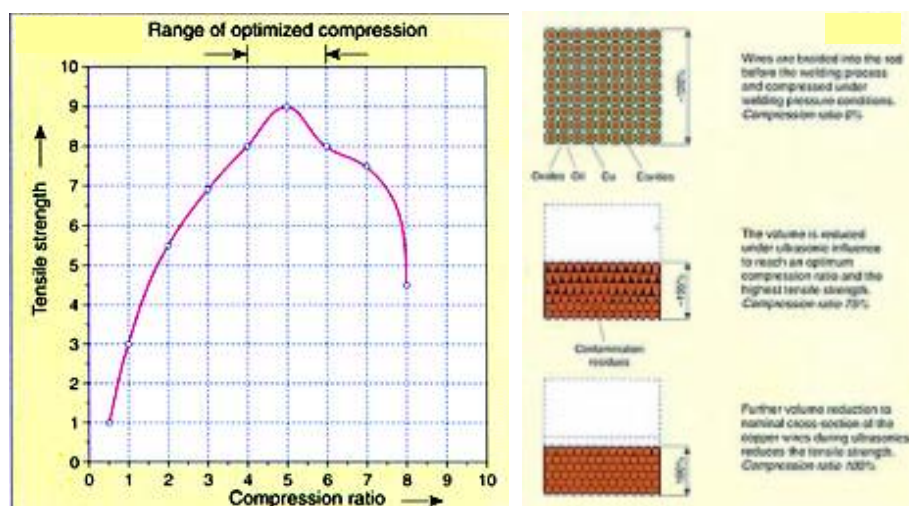 Range of optimized compression
10
9
8
7
6
5
4
3
2
1
0
Tensile strength
0 1 2 3 4 5 6 7 8 9 10
Compression ratio
Wires are braided into the rod
before the welding process
and compressed under
welding pressure conditions.
Compression ratio 0%
Oxides Oil Cu Cavities
The volume is reduced
under ultrasonic influence
to reach an optimum
compression ratio and the
highest tensile strength.
Compression ratio
Contamination
residues
Further volume reduction to
nominal cross-section of the
copper wires during ultrasonics
reduces the tensile strength.
Compression ratio 100%
100%